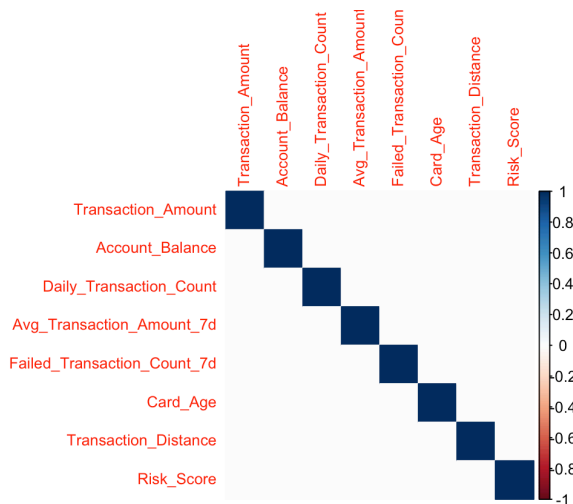 Transaction_Amount
Account_Balance
Daily_Transaction_Count
Avg_Transaction_Amount
Failed_Transaction_Coun
Card_Age
Transaction_Distance
Risk_Score
Transaction_Amount
Account_Balance
Daily_Transaction_Count
Avg_Transaction_Amount_7d
Failed_Transaction_Count_7d
Card_Age
Transaction_Distance
Risk_Score
1
0.8
0.6
0.4
0.2
0
-0.2
-0.4
-0.6
-0.8
-1